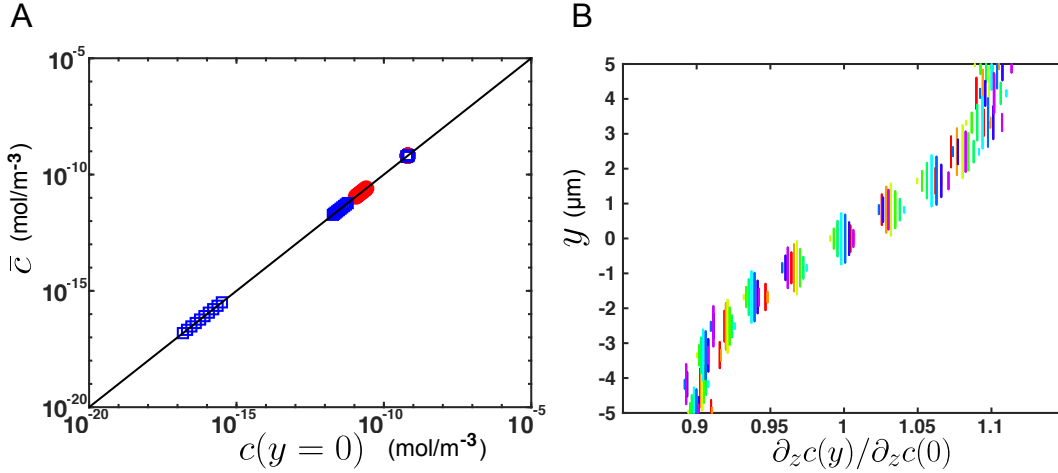 A
B
10⁻⁵
10⁻¹⁰
10⁻¹⁵
10⁻²⁰
c̄ (mol/m⁻³)
10⁻²⁰ 10⁻¹⁵ 10⁻¹⁰ 10⁻⁵
c(y = 0) (mol/m⁻³)
5
4
3
2
1
0
-1
-2
-3
-4
-5
y (μm)
0.9 0.95 1 1.05 1.1
∂zc(y)/∂zc(0)